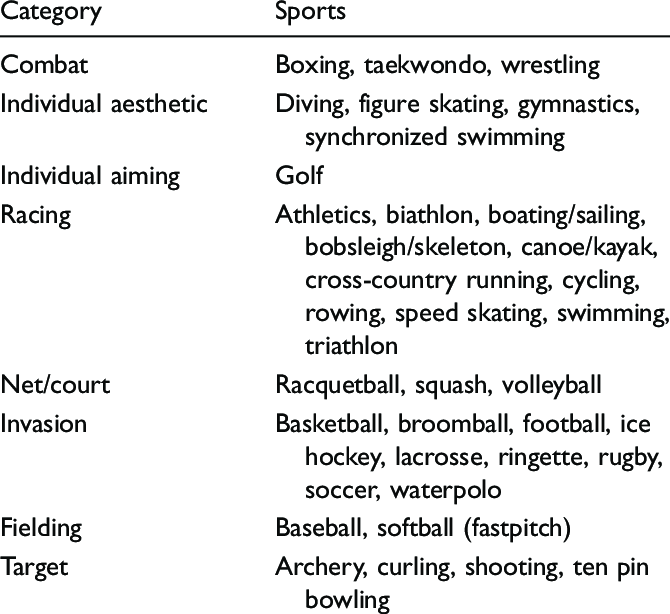 Category Sports
Combat Boxing, taekwondo, wrestling
Individual aesthetic Diving, figure skating, gymnastics,
synchronized swimming
Individual aiming Golf
Racing Athletics, biathlon, boating/sailing,
bobsleigh/skeleton, canoe/kayak,
cross-country running, cycling,
rowing, speed skating, swimming,
triathlon
Net/court Racquetball, squash, volleyball
Invasion Basketball, broomball, football, ice
hockey, lacrosse, ringette, rugby,
soccer, waterpolo
Fielding Baseball, softball (fastpitch)
Target Archery, curling, shooting, ten pin
bowling